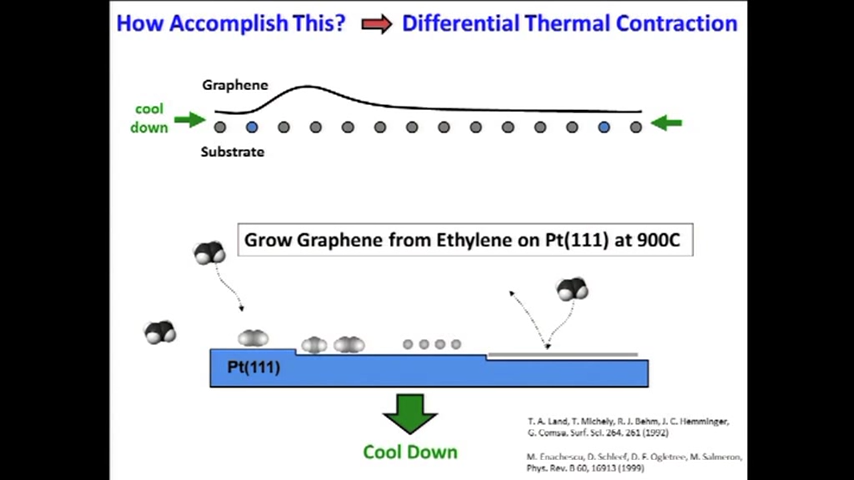 How Accomplish This? Differential Thermal Contraction
Graphene
cool
down
Substrate
Grow Graphene from Ethylene on Pt(111) at 900C
Pt(111)
Cool Down
T. A. Land, T. Michely, R. J. Behm, J. C. Hemminger,
G. Comsa, Surf. Sci. 264, 261 (1992)
M. Enachescu, D. Schleef, D. F. Ogletree, M. Salmeron,
Phys. Rev. B 60, 16913 (1999)